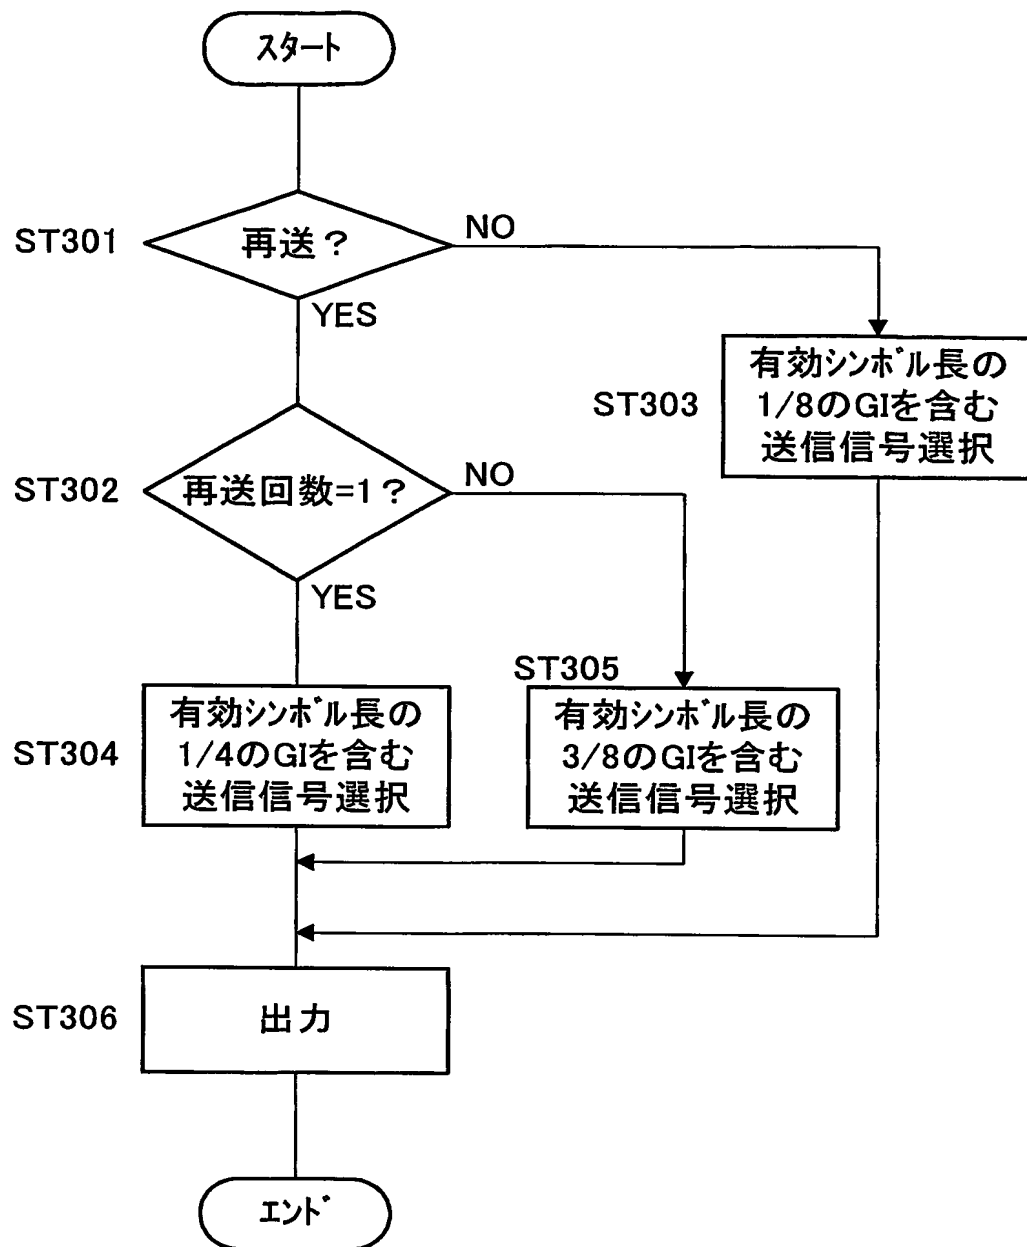 スタート
ST301
再送?
NO
YES
ST303
有効シンボル長の
1/8のGIを含む
送信信号選択
ST302
再送回数=1?
NO
YES
ST304
有効シンボル長の
1/4のGIを含む
送信信号選択
ST305
有効シンボル長の
3/8のGIを含む
送信信号選択
ST306
出力
エンド